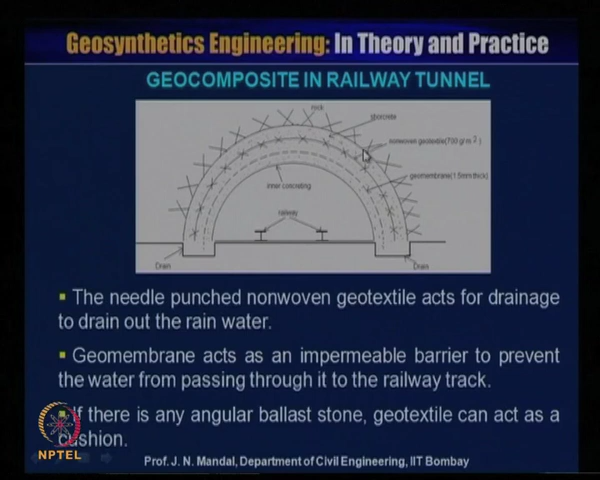 Geosynthetics Engineering: In Theory and Practice
GEOCOMPOSITE IN RAILWAY TUNNEL
rock
shotcrete
nonwoven geotextile(700 g/m 2 )
geomembrane(1.5mm thick)
inner concreting
railway
Drain
Drain
▪ The needle punched nonwoven geotextile acts for drainage
to drain out the rain water.
▪ Geomembrane acts as an impermeable barrier to prevent
the water from passing through it to the railway track.
▪ If there is any angular ballast stone, geotextile can act as a
cushion.
NPTEL
Prof. J. N. Mandal, Department of Civil Engineering, IIT Bombay